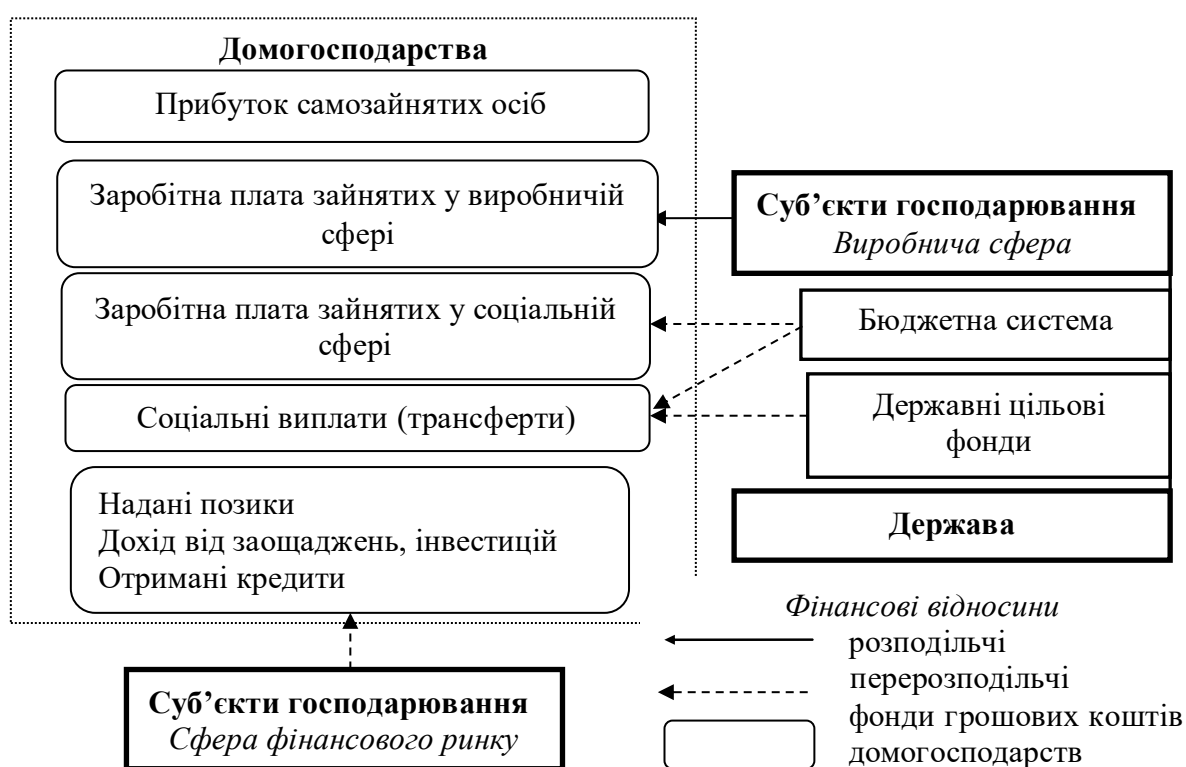 Домогосподарства
Прибуток самозайнятих осіб
Заробітна плата зайнятих у виробничій
сфері
Заробітна плата зайнятих у соціальній
сфері
Соціальні виплати (трансферти)
Надані позики
Дохід від заощаджень, інвестицій
Отримані кредити
Суб’єкти господарювання
Виробнича сфера
Бюджетна система
Державні цільові
фонди
Держава
Суб’єкти господарювання
Сфера фінансового ринку
Фінансові відносини
розподільчі
перерозподільчі
фонди грошових коштів
домогосподарств